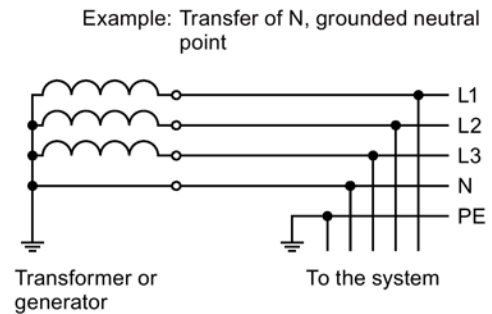 Example: Transfer of N, grounded neutral
point
L1
L2
L3
N
PE
Transformer or
generator
To the system